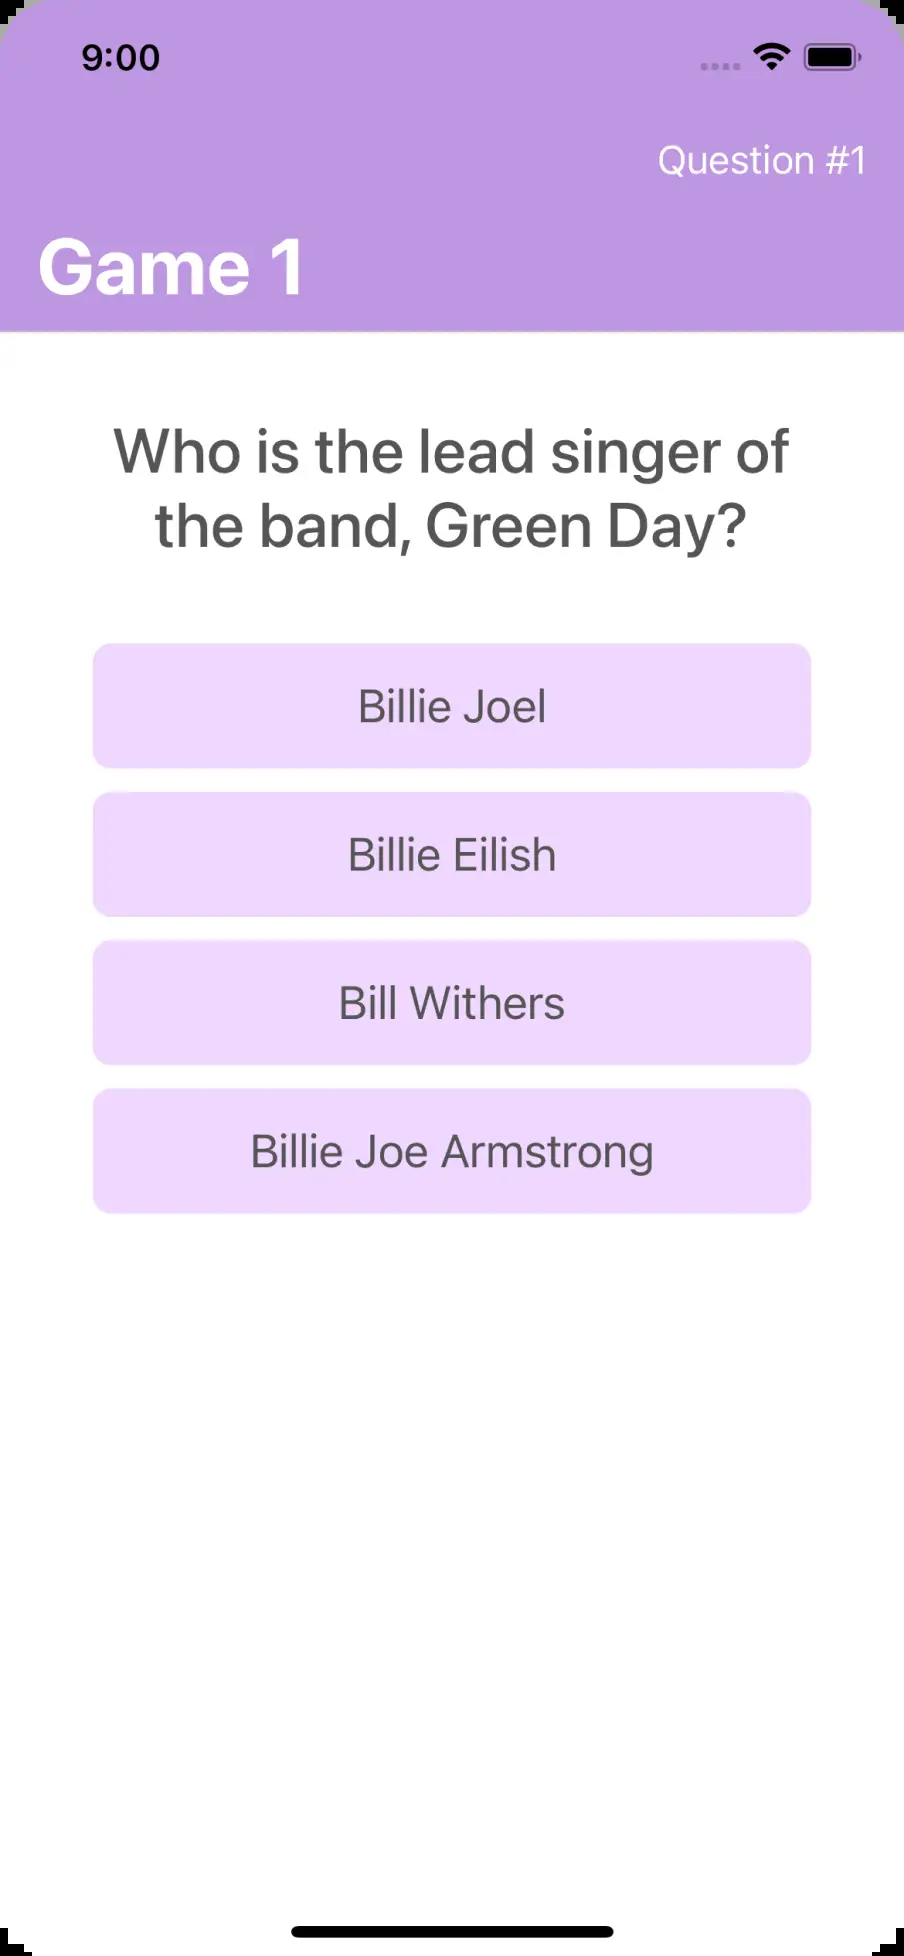 9:00
Question #1
Game 1
Who is the lead singer of
the band, Green Day?
Billie Joel
Billie Eilish
Bill Withers
Billie Joe Armstrong